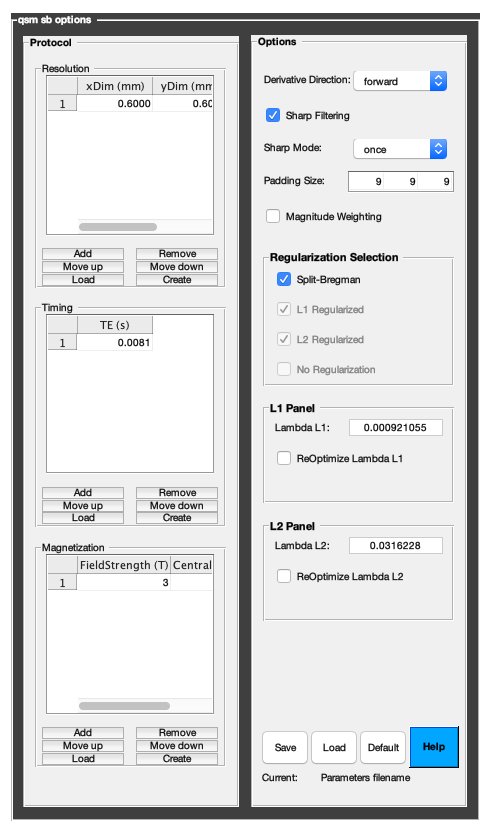 qsm sb options
Protocol
Resolution
xDim (mm) yDim (mm
1 0.6000 0.60
Add Remove
Move up Move down
Load Create
Timing
TE (s)
1 0.0081
Add Remove
Move up Move down
Load Create
Magnetization
FieldStrength (T) Central
1 3
Add Remove
Move up Move down
Load Create
Options
Derivative Direction: forward
Sharp Filtering
Sharp Mode: once
Padding Size: 9 9 9
Magnitude Weighting
Regularization Selection
Split-Bregman
L1 Regularized
L2 Regularized
No Regularization
L1 Panel
Lambda L1: 0.000921055
ReOptimize Lambda L1
L2 Panel
Lambda L2: 0.0316228
ReOptimize Lambda L2
Save Load Default Help
Current: Parameters filename